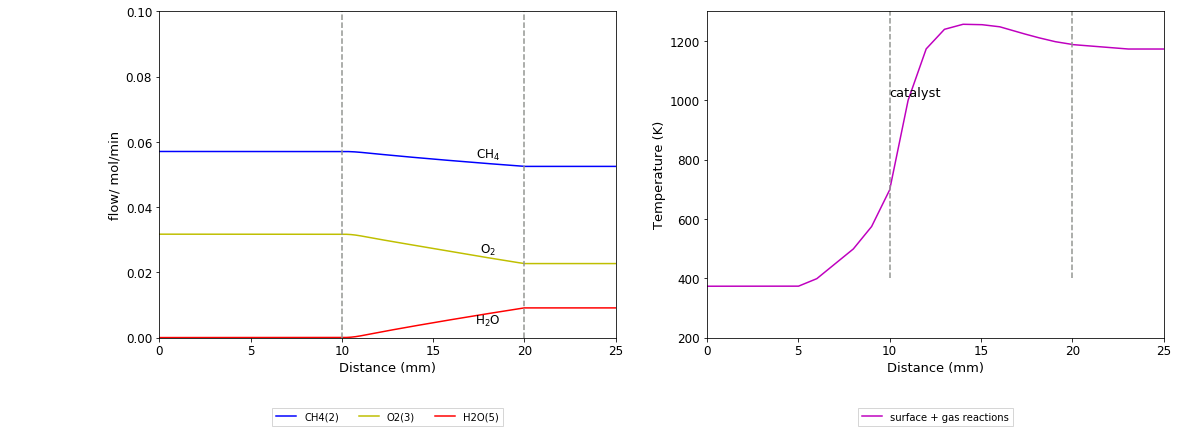 0.10
0.08
0.06
0.04
0.02
0.00
flow/ mol/min
CH₄
O₂
H₂O
0 5 10 15 20 25
Distance (mm)
CH4(2) O2(3) H2O(5)
1200
1000
800
600
400
200
Temperature (K)
catalyst
0 5 10 15 20 25
Distance (mm)
surface + gas reactions